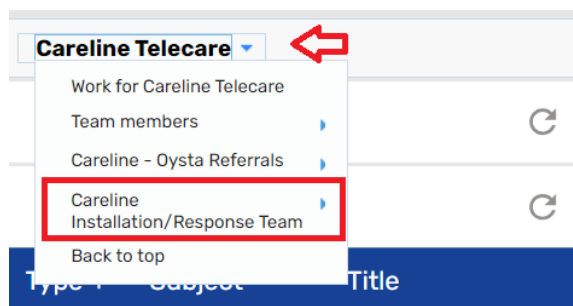 Careline Telecare
Work for Careline Telecare
Team members
Careline - Oysta Referrals
Careline
Installation/Response Team
Back to top
Type Subject Title